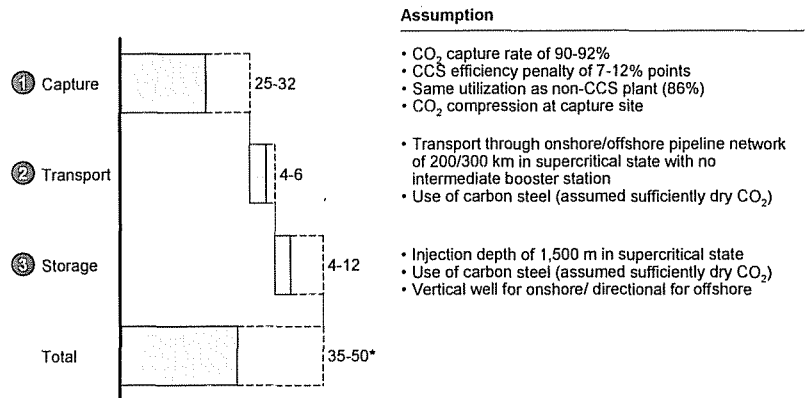 Assumption
1 Capture
25-32
• CO₂ capture rate of 90-92%
• CCS efficiency penalty of 7-12% points
• Same utilization as non-CCS plant (86%)
• CO₂ compression at capture site
2 Transport
4-6
• Transport through onshore/offshore pipeline network
of 200/300 km in supercritical state with no
intermediate booster station
• Use of carbon steel (assumed sufficiently dry CO₂)
3 Storage
4-12
• Injection depth of 1,500 m in supercritical state
• Use of carbon steel (assumed sufficiently dry CO₂)
• Vertical well for onshore/ directional for offshore
Total
35-50*